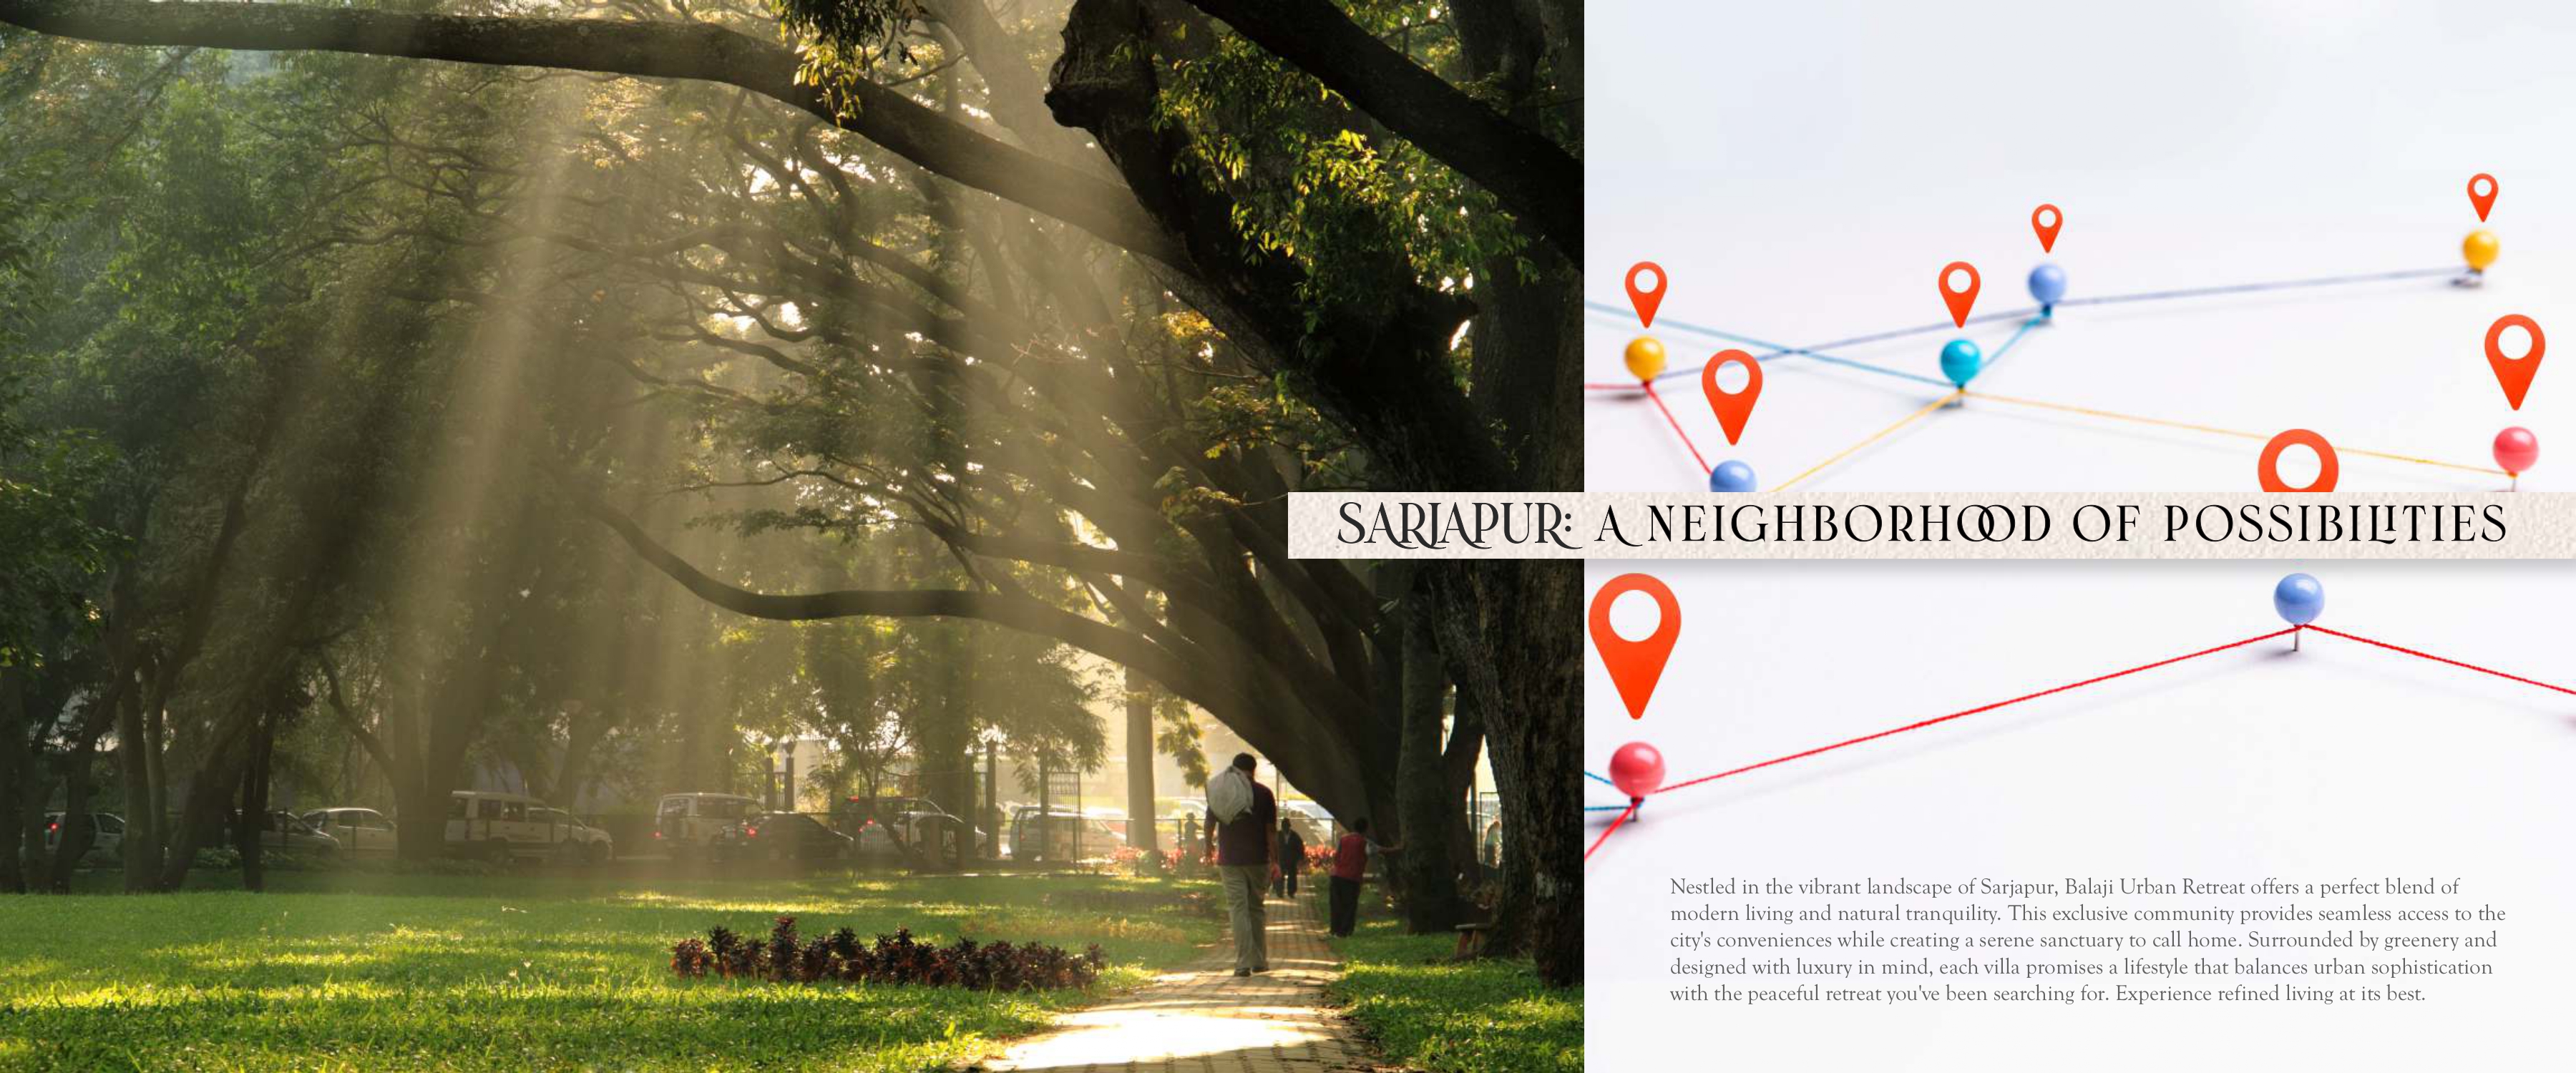 SARJAPUR: A NEIGHBORHOOD OF POSSIBILITIES
Nestled in the vibrant landscape of Sarjapur, Balaji Urban Retreat offers a perfect blend of
modern living and natural tranquility. This exclusive community provides seamless access to the
city's conveniences while creating a serene sanctuary to call home. Surrounded by greenery and
designed with luxury in mind, each villa promises a lifestyle that balances urban sophistication
with the peaceful retreat you've been searching for. Experience refined living at its best.